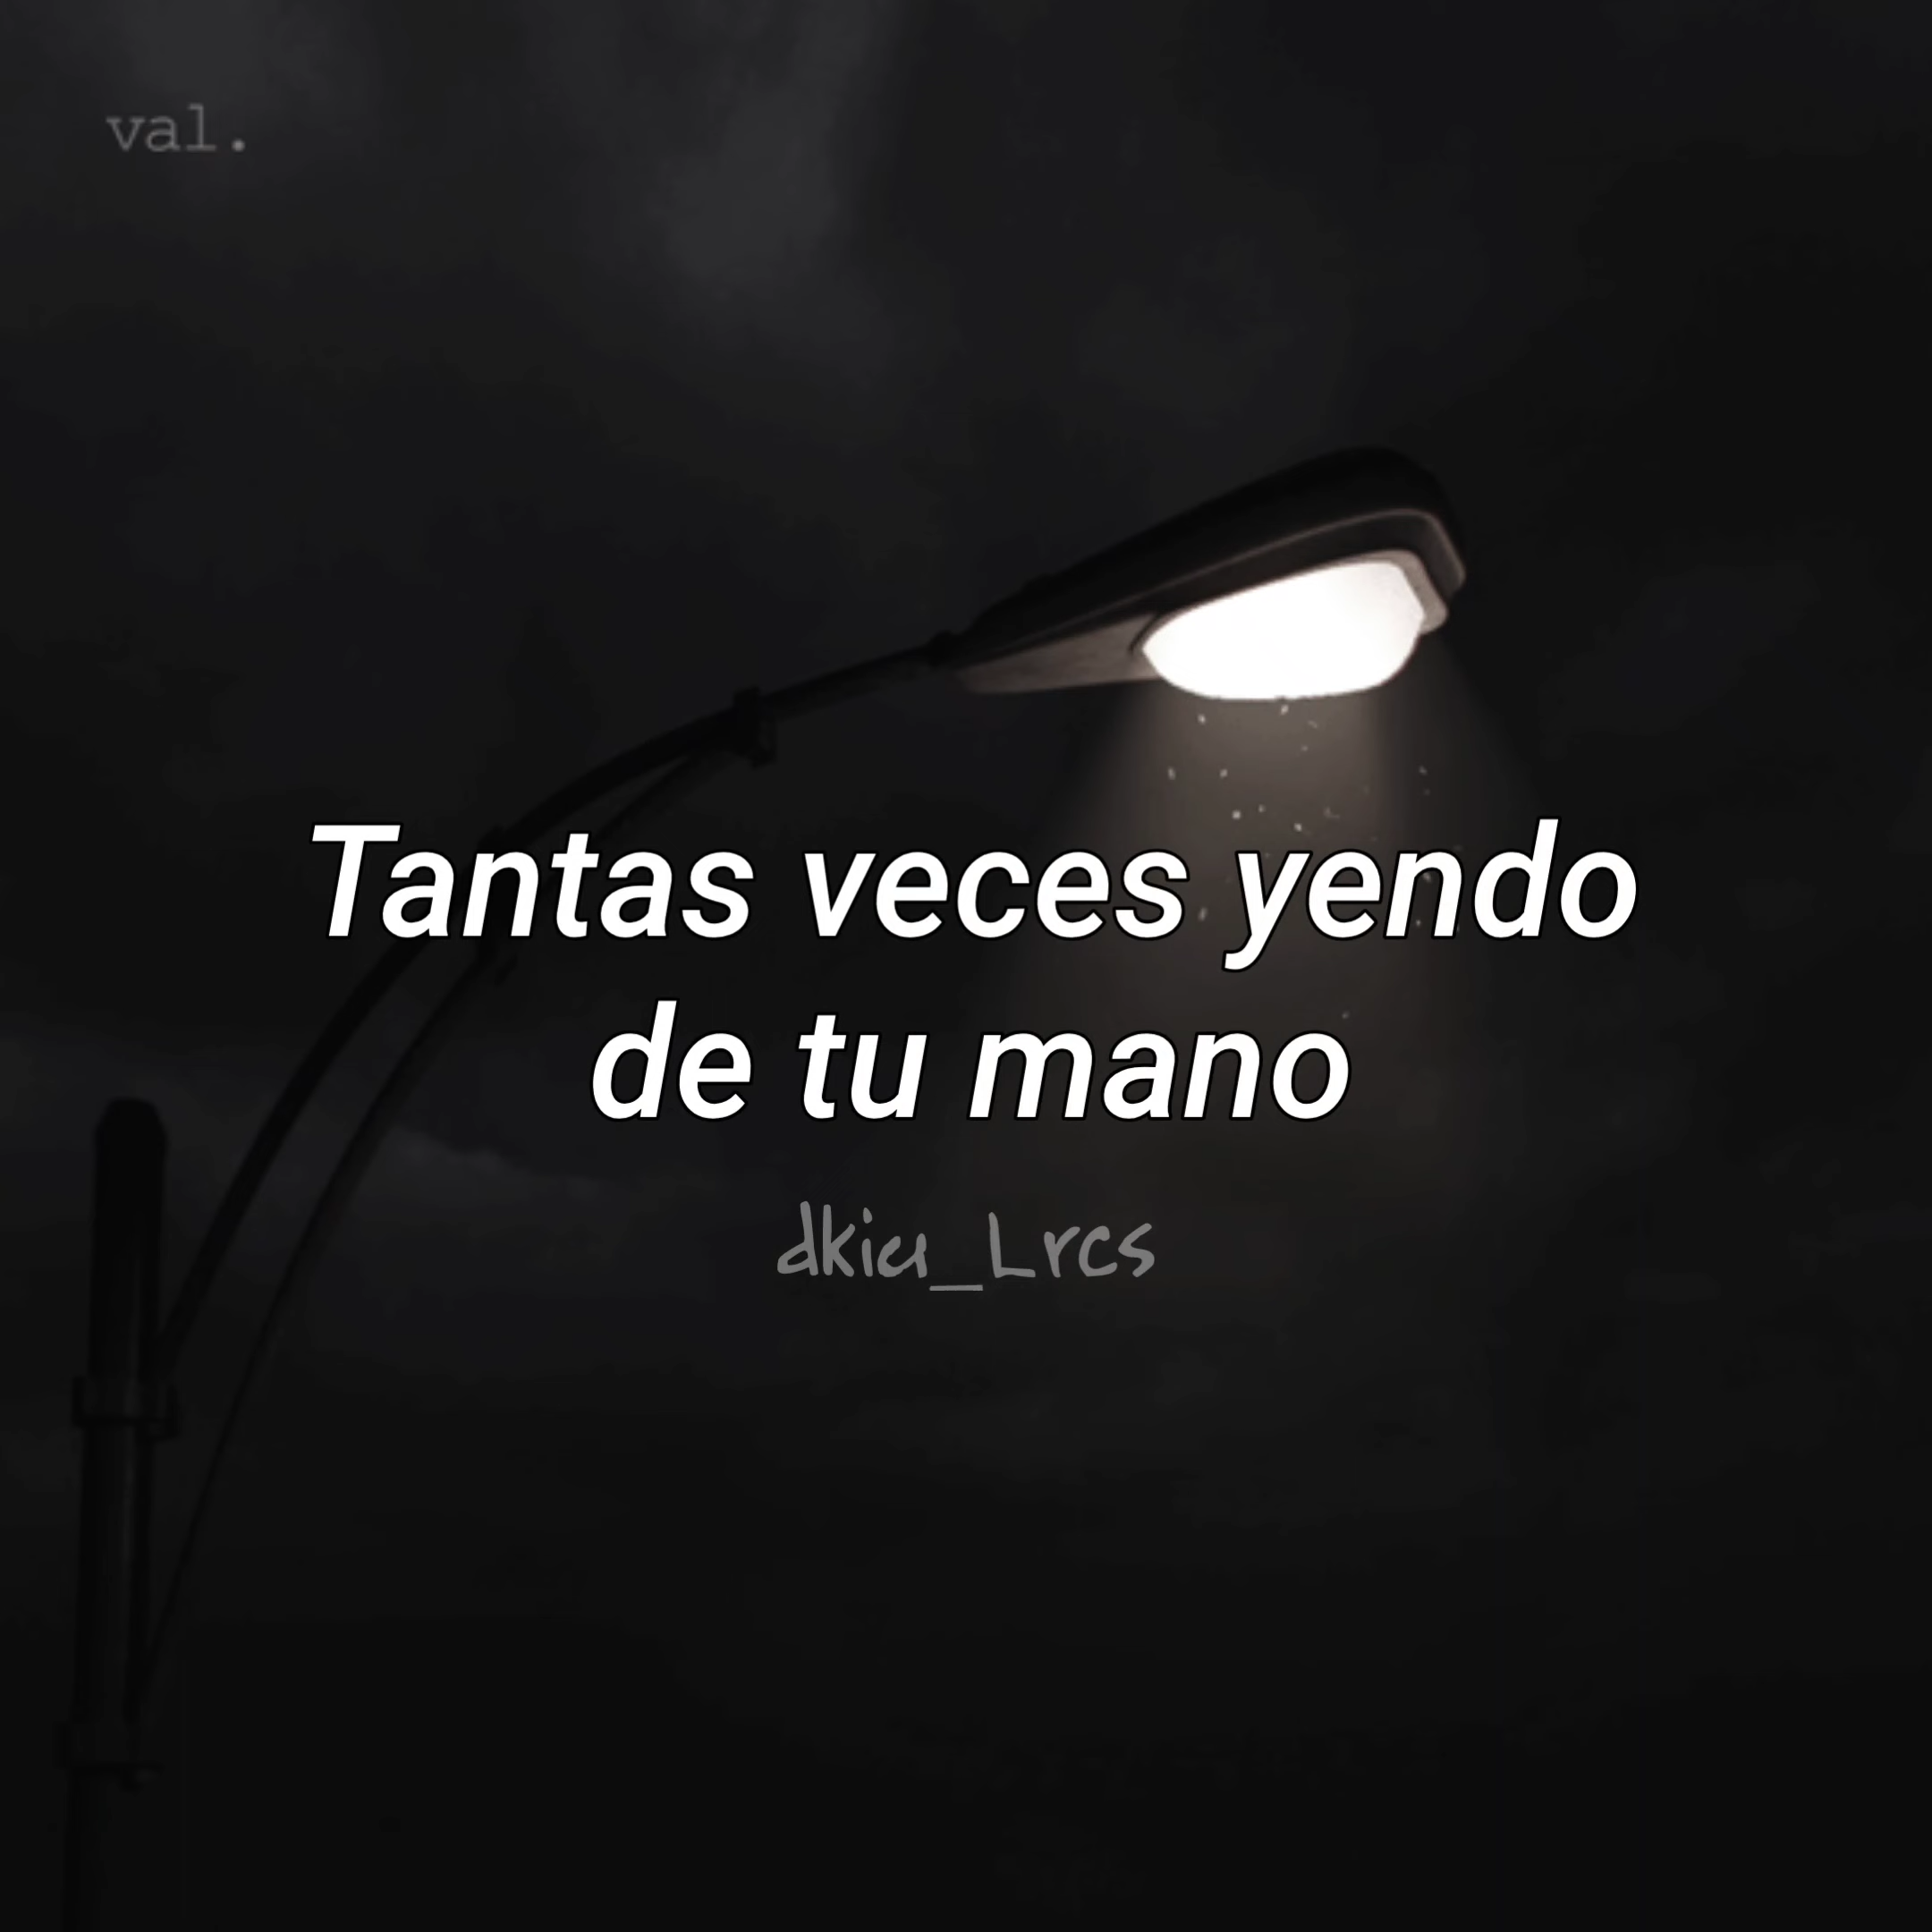 val.
Tantas veces yendo
de tu mano
dkiu_Lrcs